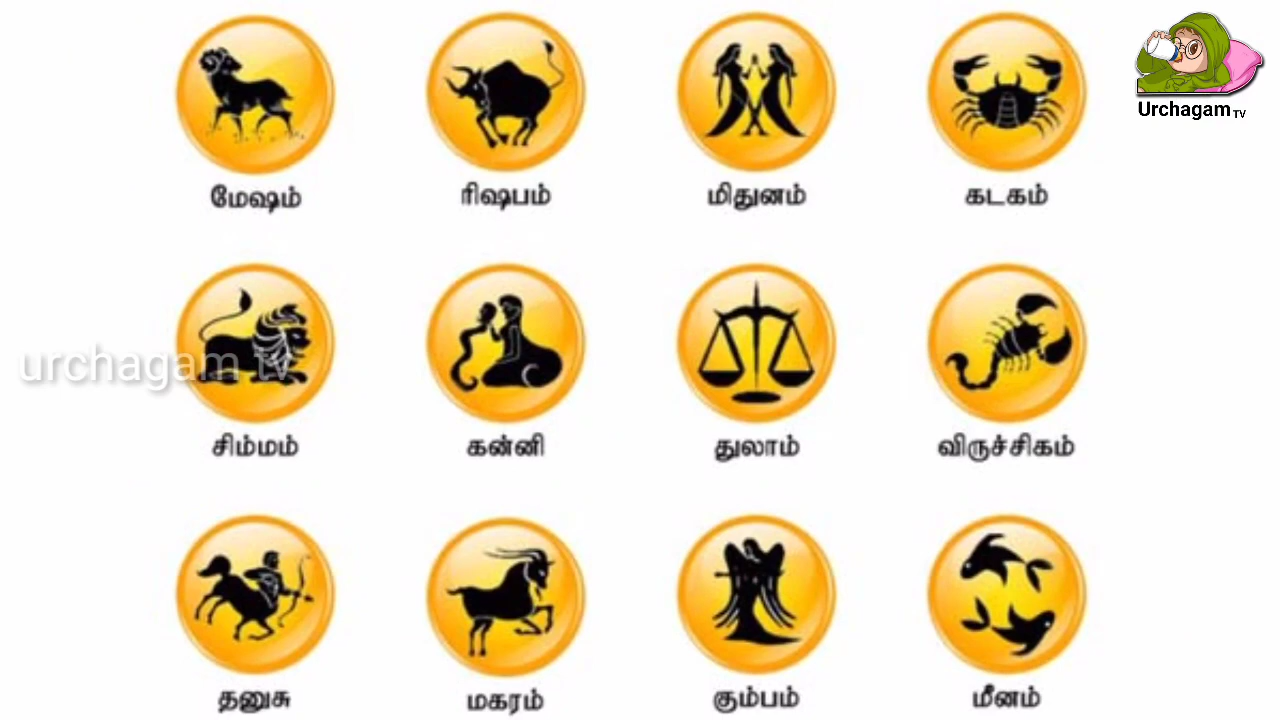 மேஷம்
ரிஷபம்
மிதுனம்
கடகம்
Urchagam TV
சிம்மம்
கன்னி
துலாம்
விருச்சிகம்
urchagam tv
தனுசு
மகரம்
கும்பம்
மீனம்